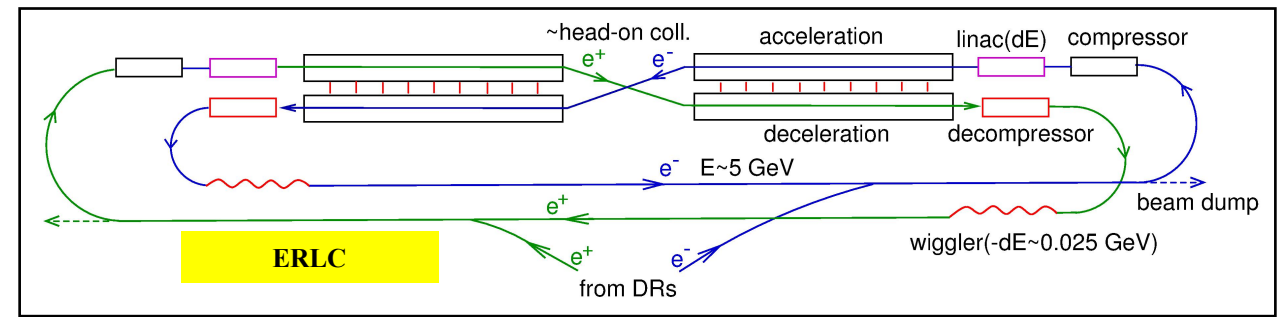 ~head-on coll.
acceleration
linac(dE)
compressor
e+
e-
deceleration
decompressor
e-
E~5 GeV
e+
beam dump
wiggler(-dE~0.025 GeV)
ERLC
e+
e-
from DRs